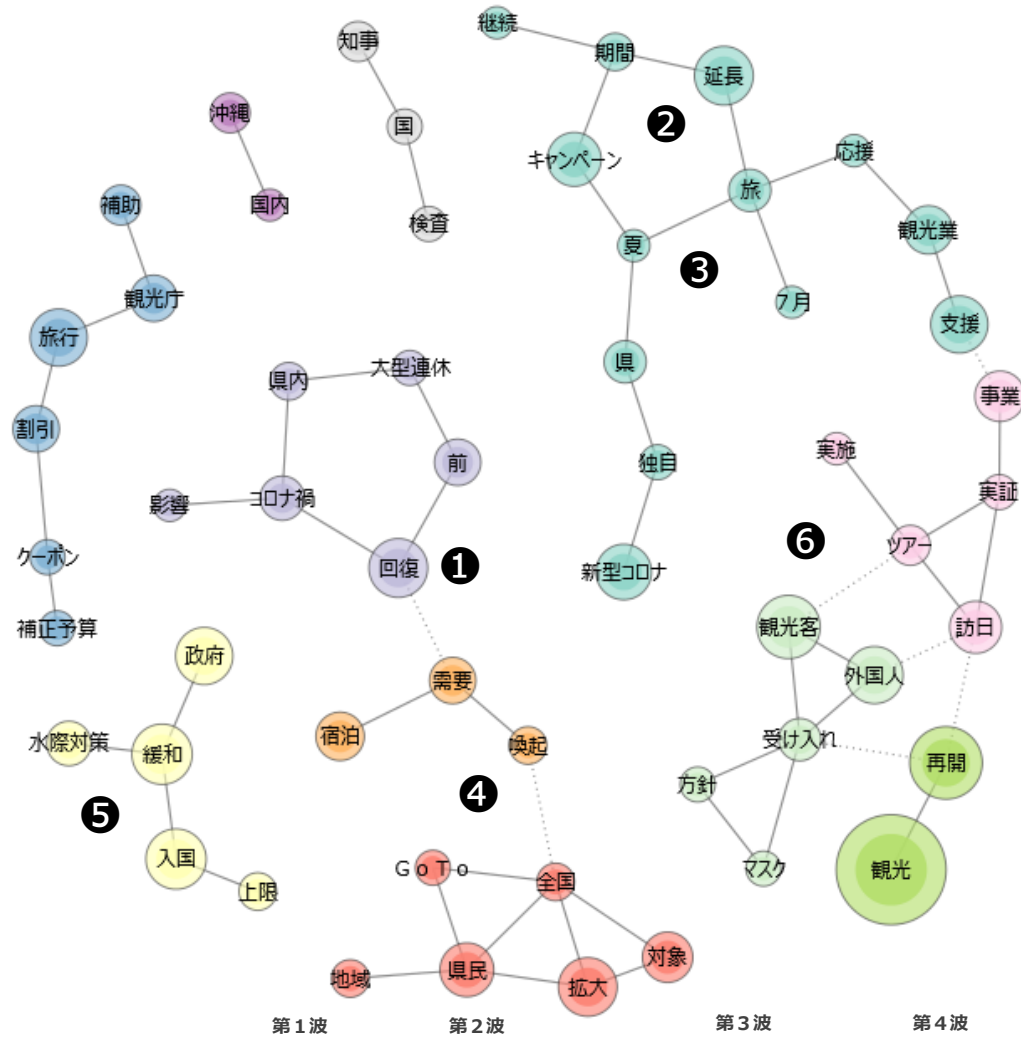 継続
知事
期間
延長
沖縄
国
❷
応援
キャンペーン
旅
補助
国内
検査
観光業
夏
❸
観光庁
7月
支援
旅行
大型連休
県内
県
事業
割引
実施
前
独自
実証
影響
コロナ禍
❻
ツアー
クーポン
回復
❶
新型コロナ
補正予算
観光客
訪日
政府
需要
外国人
宿泊
水際対策
緩和
喚起
受け入れ
再開
方針
❹
❺
入国
ＧｏＴｏ
全国
マスク
観光
上限
対象
地域
県民
拡大
第1波
第2波
第3波
第4波